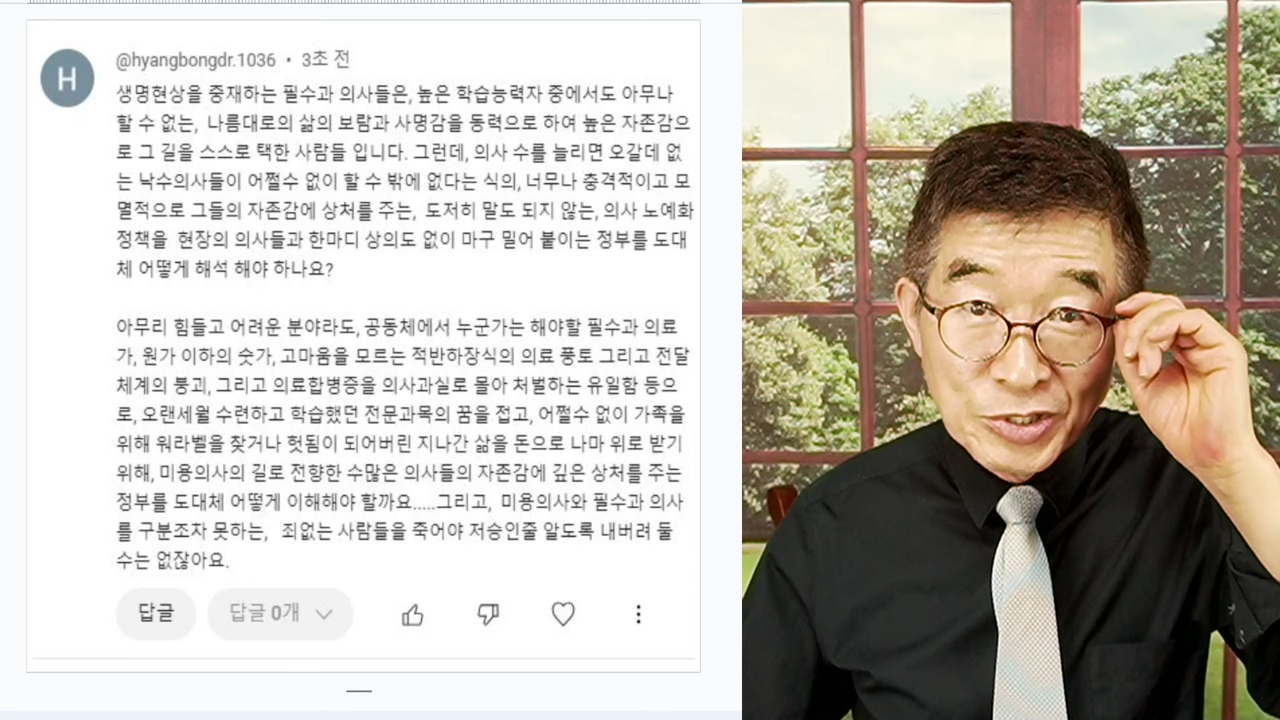 @hyangbongdr.1036 • 3초 전
생명현상을 중재하는 필수과 의사들은, 높은 학습능력자 중에서도 아무나
할 수 없는, 나름대로의 삶의 보람과 사명감을 동력으로 하여 높은 자존감으
로 그 길을 스스로 택한 사람들 입니다. 그런데, 의사 수를 늘리면 오갈데 없
는 낙수의사들이 어쩔수 없이 할 수 밖에 없다는 식의, 너무나 충격적이고 모
멸적으로 그들의 자존감에 상처를 주는, 도저히 말도 되지 않는, 의사 노예화
정책을 현장의 의사들과 한마디 상의도 없이 마구 밀어 붙이는 정부를 도대
체 어떻게 해석 해야 하나요?
아무리 힘들고 어려운 분야라도, 공동체에서 누군가는 해야할 필수과 의료
가, 원가 이하의 숫가, 고마움을 모르는 적반하장식의 의료 풍토 그리고 전달
체계의 붕괴, 그리고 의료합병증을 의사과실로 몰아 처벌하는 유일함 등으
로, 오랜세월 수련하고 학습했던 전문과목의 꿈을 접고, 어쩔수 없이 가족을
위해 워라벨을 찾거나 헛됨이 되어버린 지나간 삶을 돈으로 나마 위로 받기
위해, 미용의사의 길로 전향한 수많은 의사들의 자존감에 깊은 상처를 주는
정부를 도대체 어떻게 이해해야 할까요.....그리고, 미용의사와 필수과 의사
를 구분조차 못하는, 죄없는 사람들을 죽어야 저승인줄 알도록 내버려 둘
수는 없잖아요.
답글 답글 0개
H